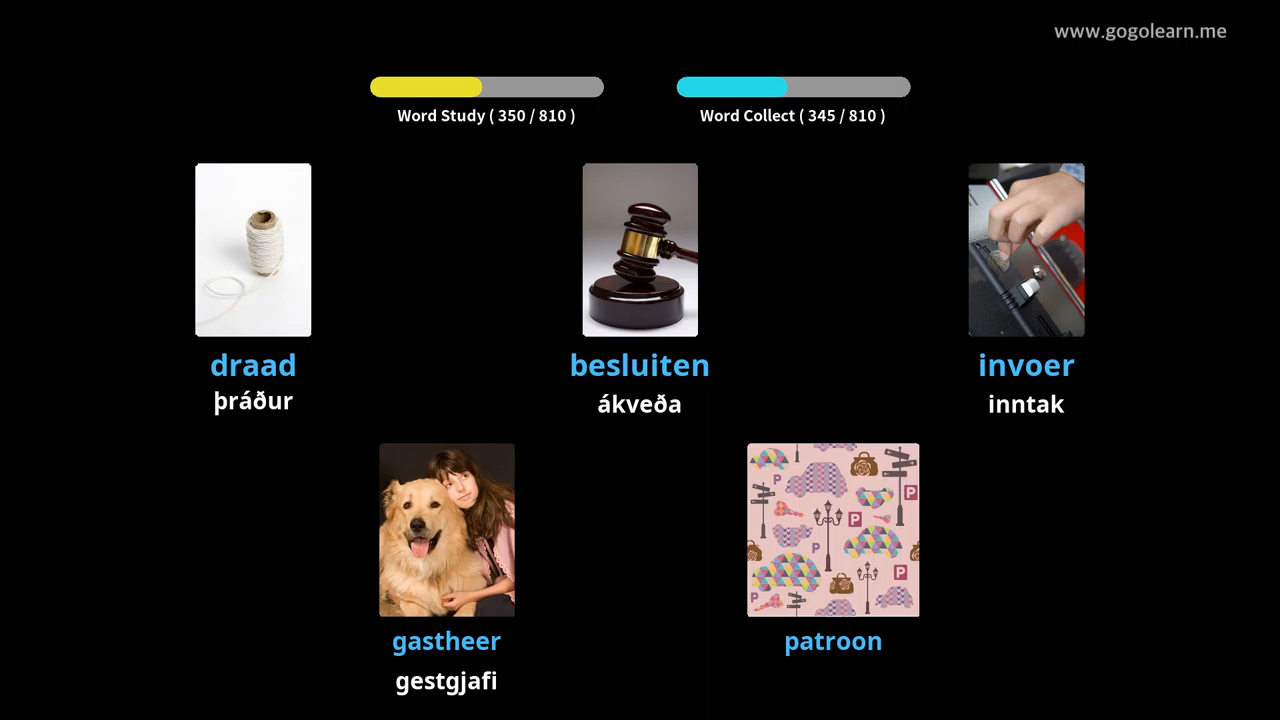 www.gogolearn.me
Word Study ( 350 / 810 )
Word Collect ( 345 / 810 )
draad
besluiten
invoer
þráður
ákveða
inntak
gastheer
patroon
gestgjafi
P
P
P
P
P
P